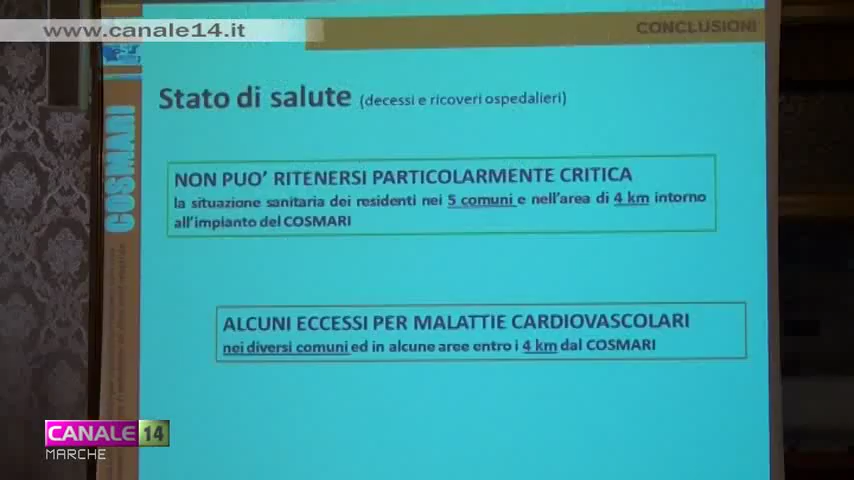 www.canale14.it
CONCLUSIONI
Stato di salute (decessi e ricoveri ospedalieri)
COSMARI
NON PUO' RITENERSI PARTICOLARMENTE CRITICA
la situazione sanitaria dei residenti nei 5 comuni e nell'area di 4 km intorno
all'impianto del COSMARI
ALCUNI ECCESSI PER MALATTIE CARDIOVASCOLARI
nei diversi comuni ed in alcune aree entro i 4 km dal COSMARI
CANALE 14
MARCHE